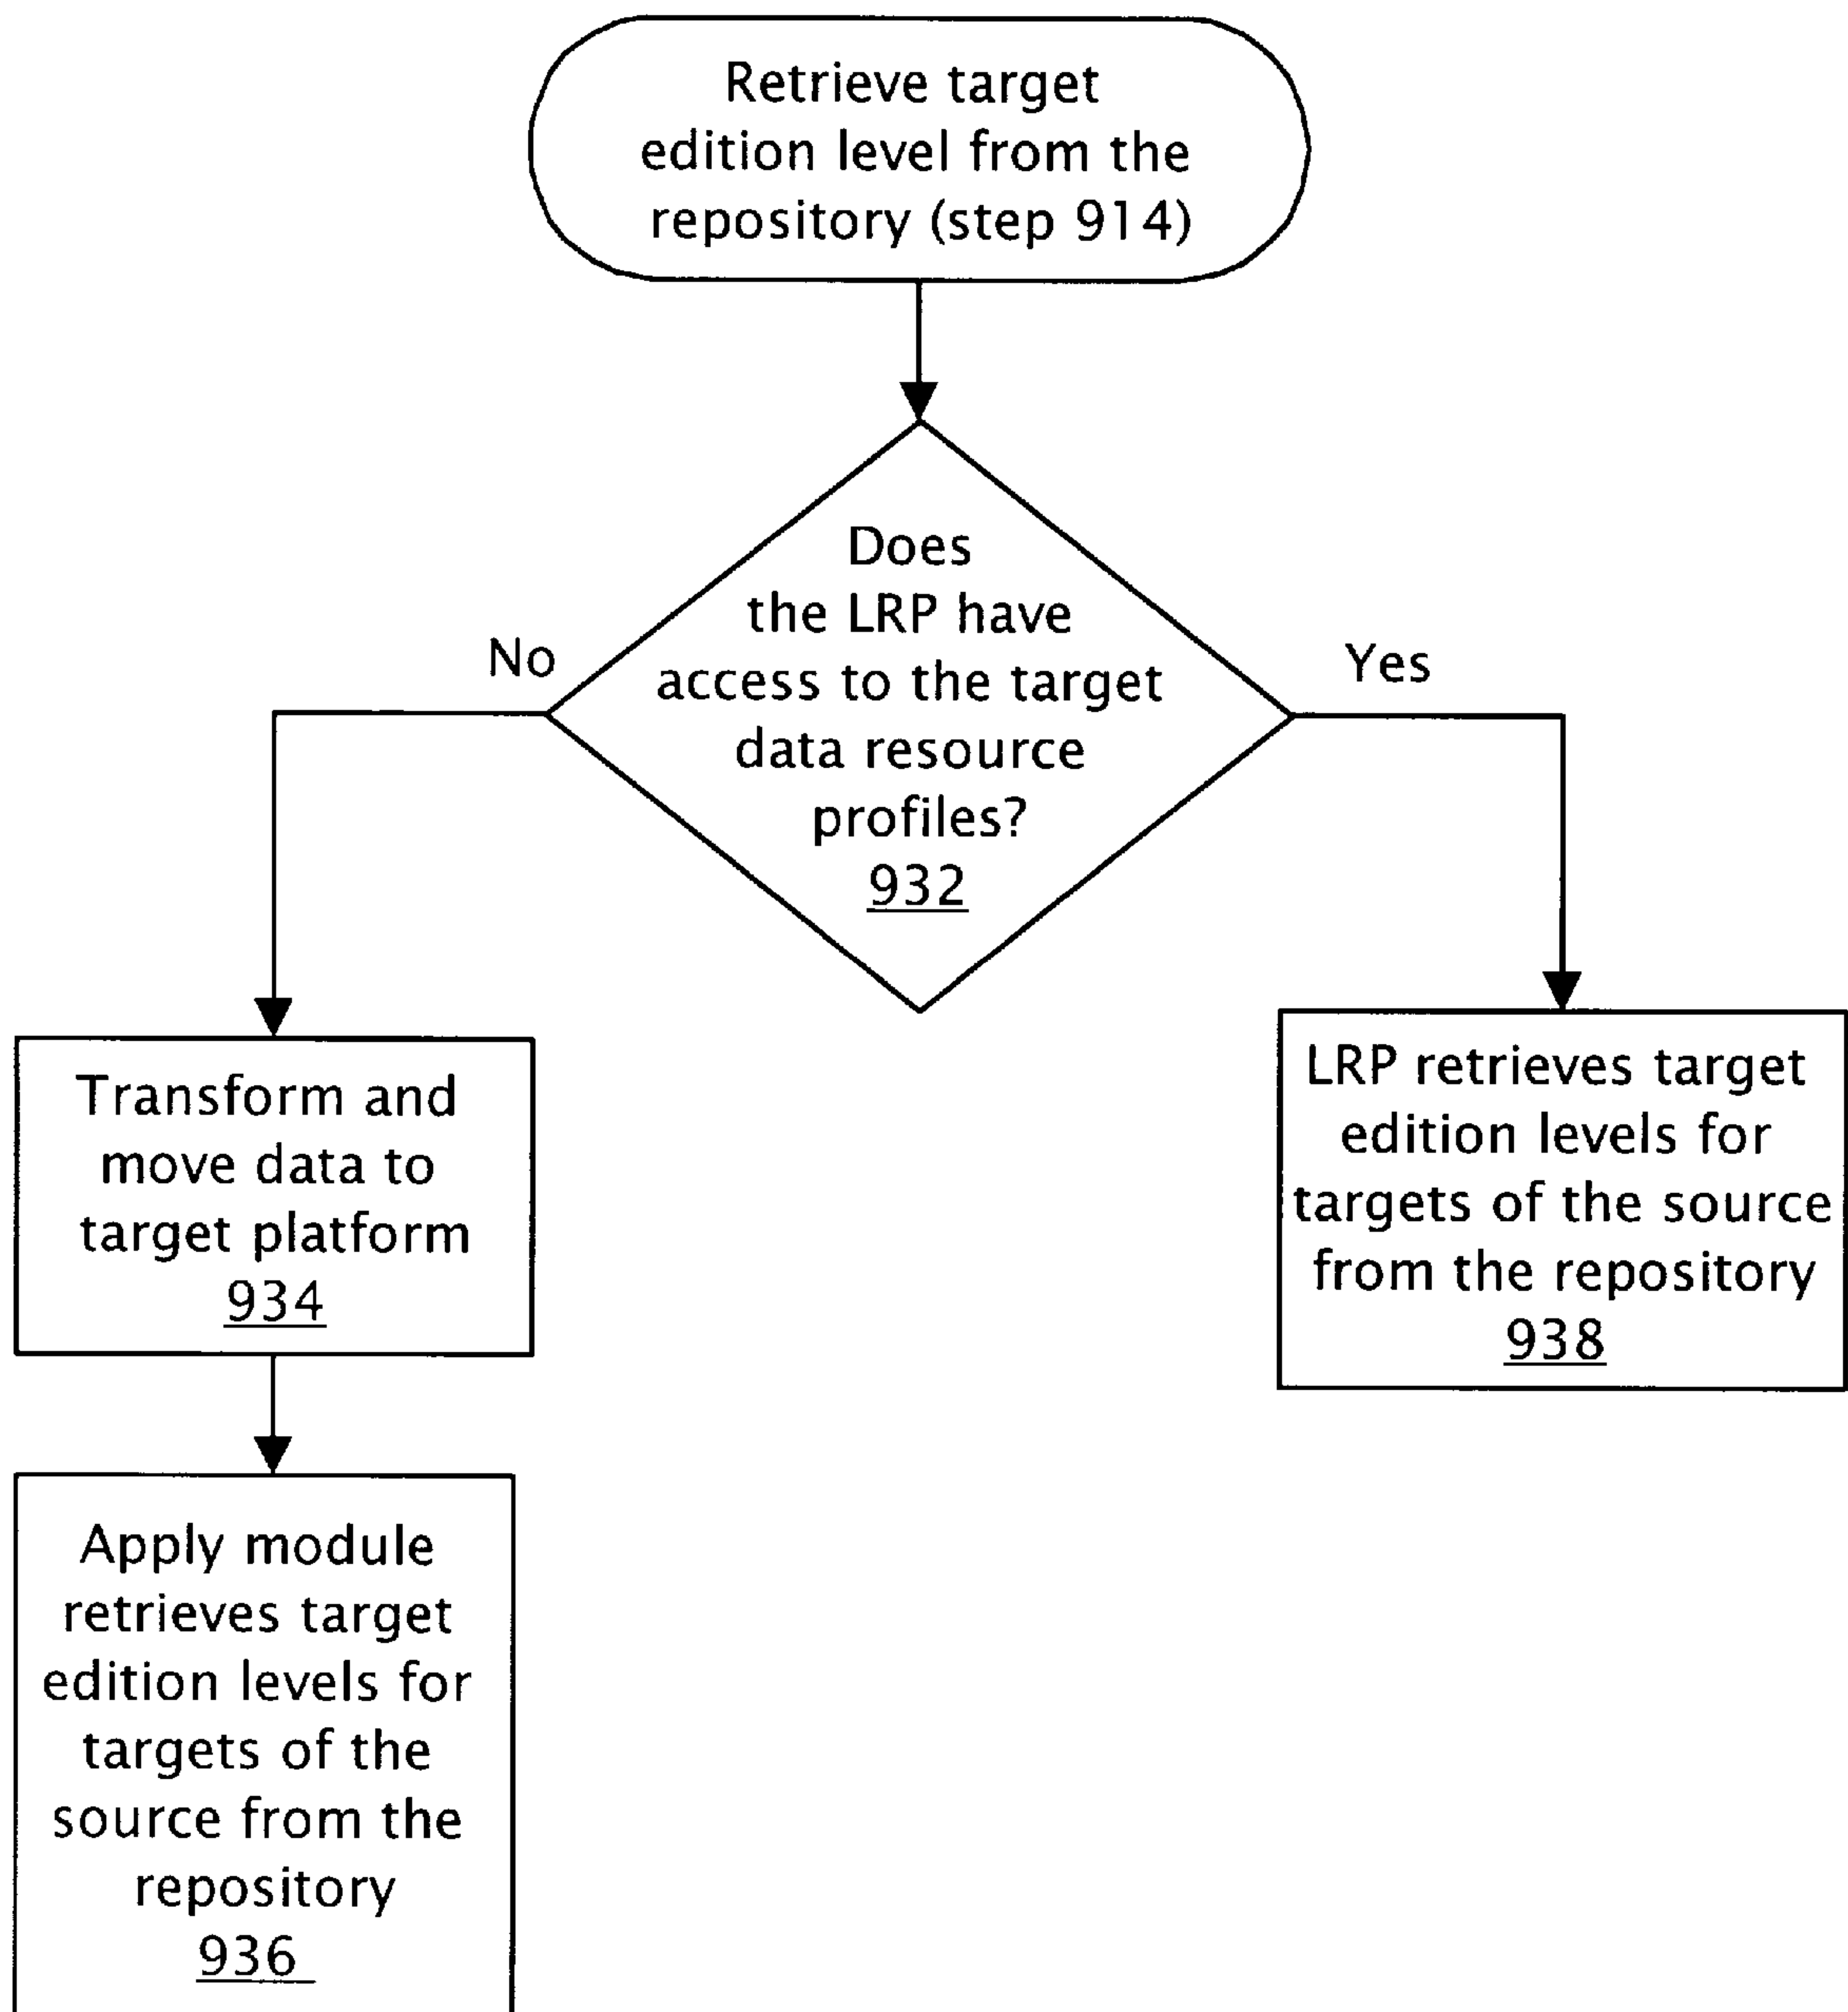 Retrieve target
edition level from the
repository (step 914)
Does
the LRP have
access to the target
data resource
profiles?
932
No
Yes
Transform and
move data to
target platform
934
LRP retrieves target
edition levels for
targets of the source
from the repository
938
Apply module
retrieves target
edition levels for
targets of the
source from the
repository
936